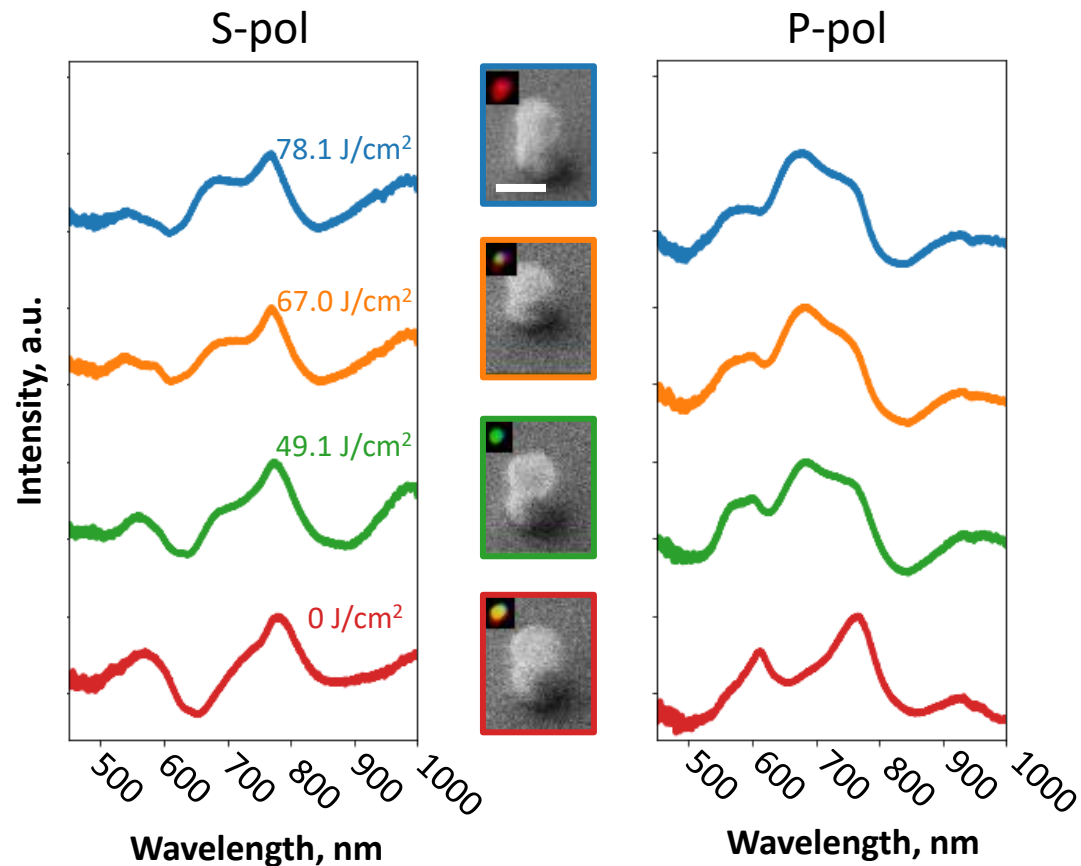 S-pol
P-pol
78.1 J/cm²
67.0 J/cm²
49.1 J/cm²
0 J/cm²
Intensity, a.u.
500 600 700 800 900 1000
500 600 700 800 900 1000
Wavelength, nm
Wavelength, nm